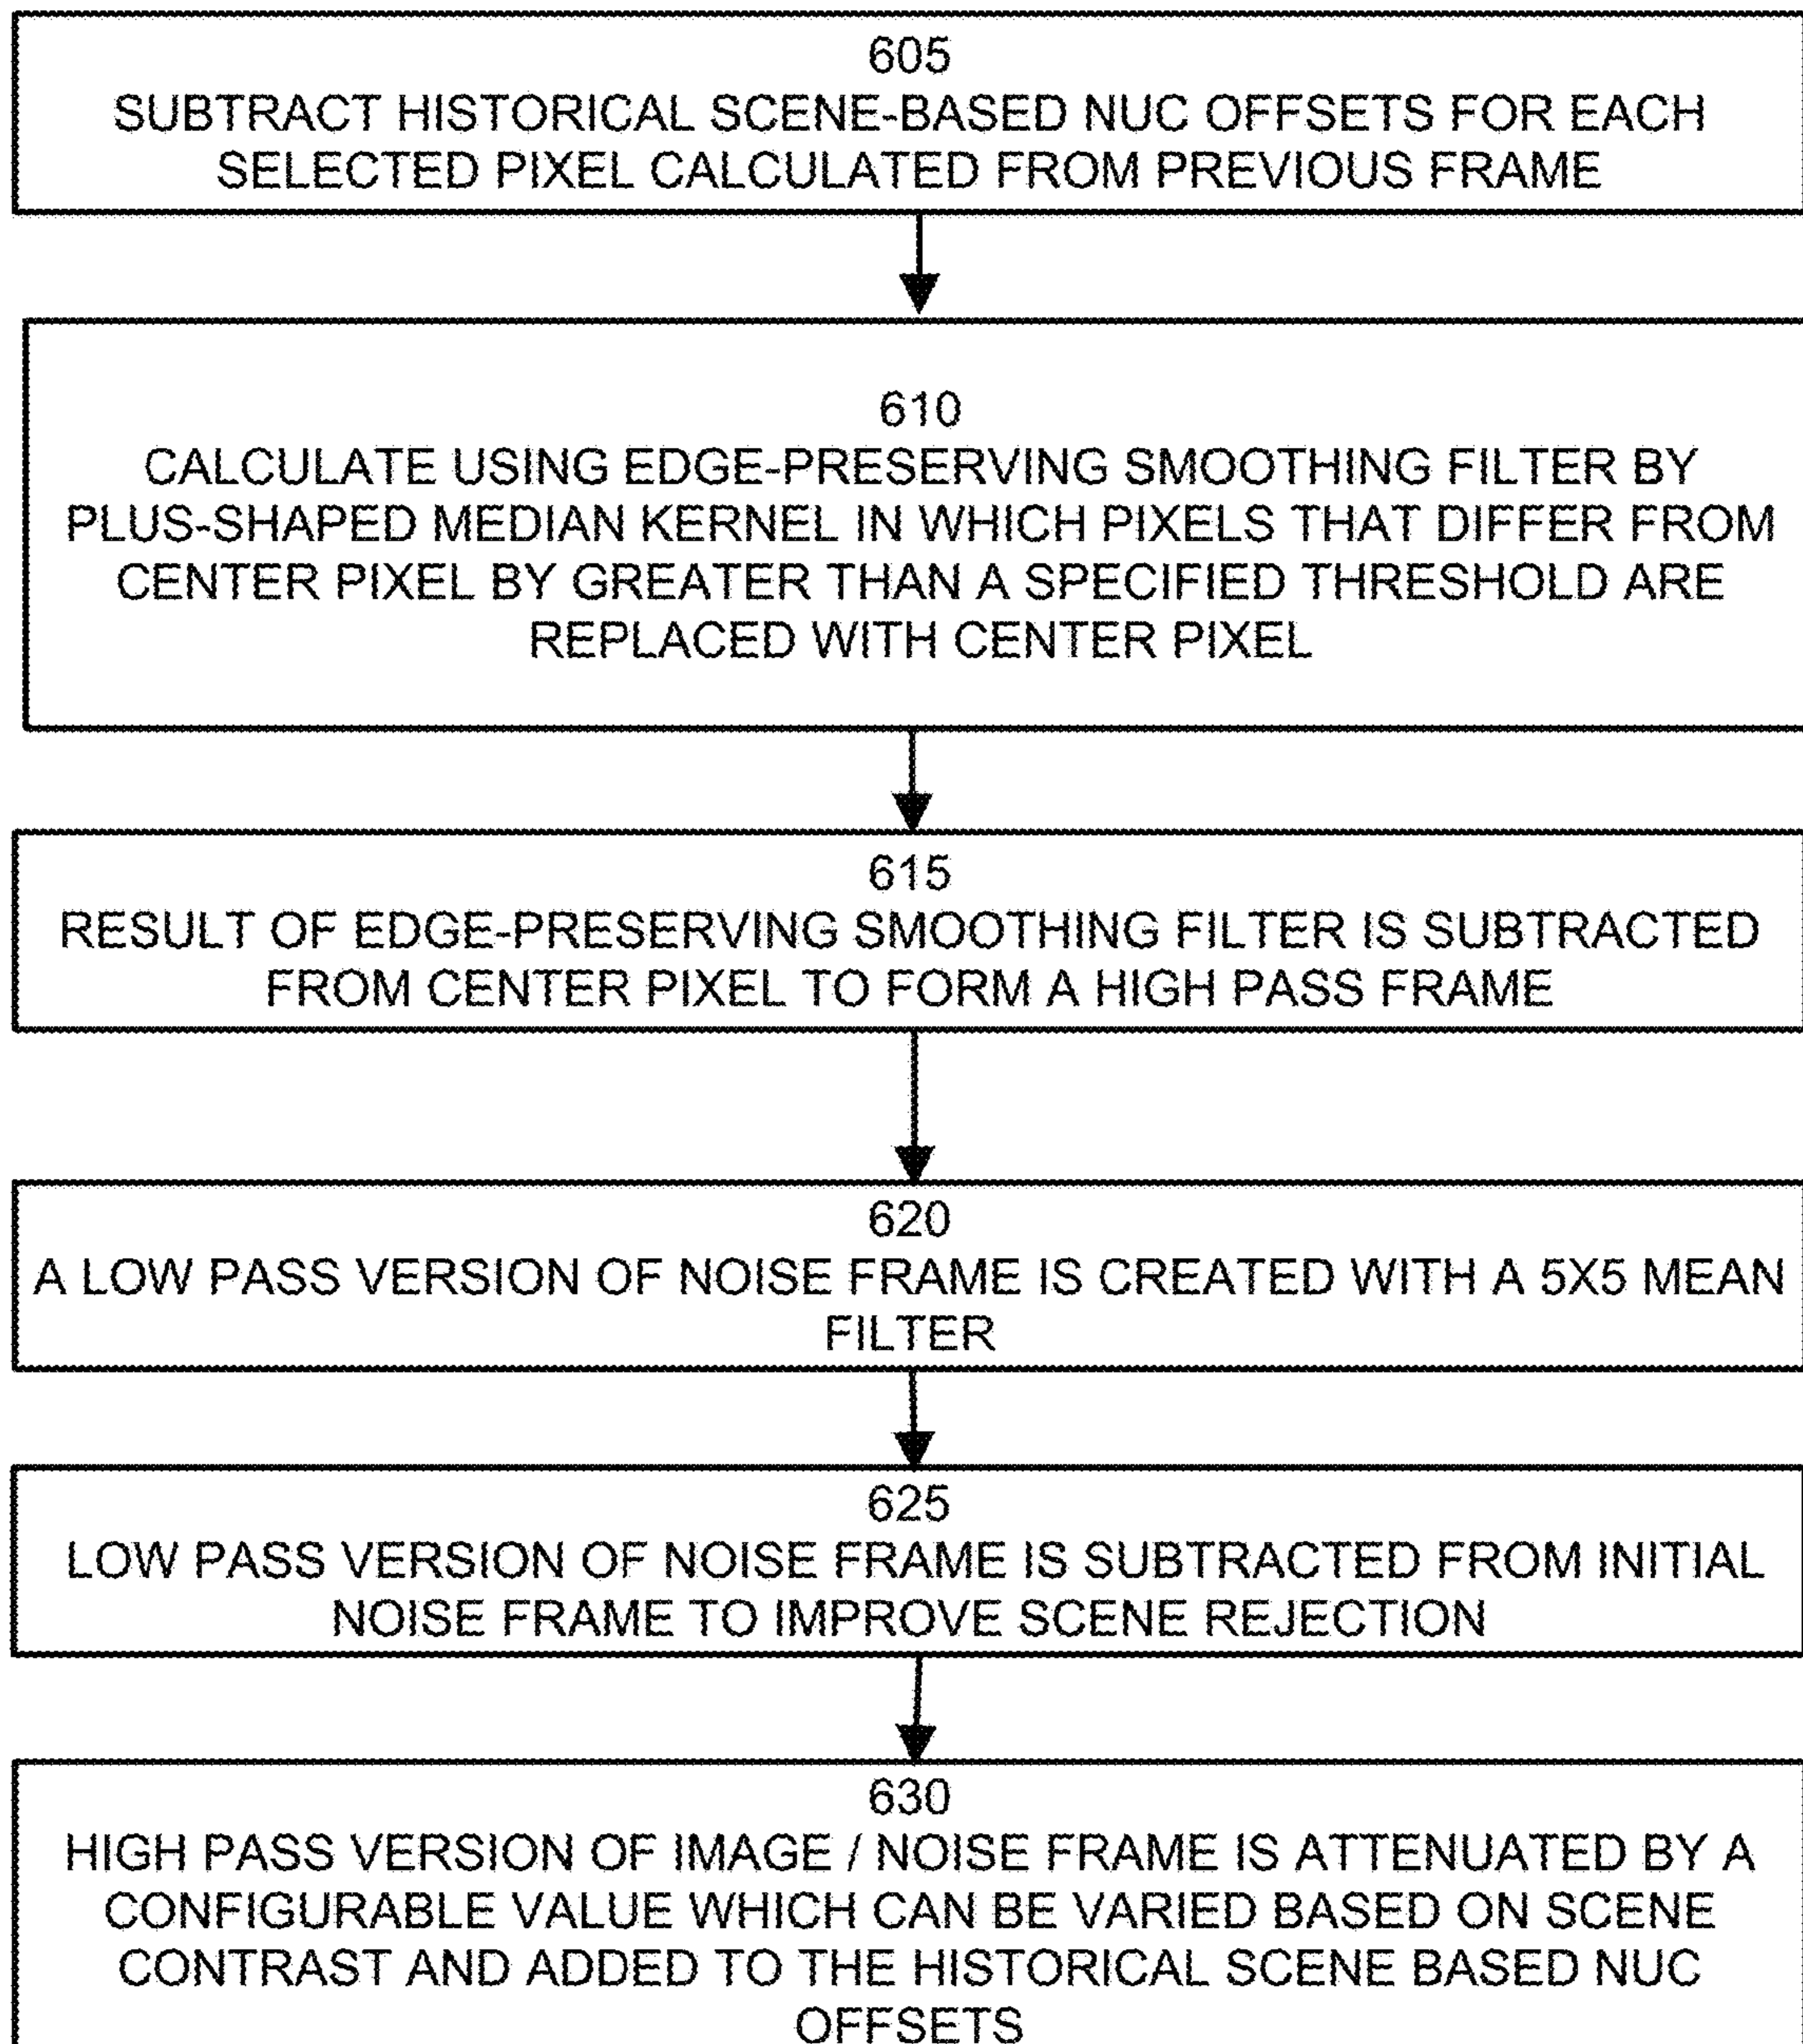 605
SUBTRACT HISTORICAL SCENE-BASED NUC OFFSETS FOR EACH
SELECTED PIXEL CALCULATED FROM PREVIOUS FRAME
610
CALCULATE USING EDGE-PRESERVING SMOOTHING FILTER BY
PLUS-SHAPED MEDIAN KERNEL IN WHICH PIXELS THAT DIFFER FROM
CENTER PIXEL BY GREATER THAN A SPECIFIED THRESHOLD ARE
REPLACED WITH CENTER PIXEL
615
RESULT OF EDGE-PRESERVING SMOOTHING FILTER IS SUBTRACTED
FROM CENTER PIXEL TO FORM A HIGH PASS FRAME
620
A LOW PASS VERSION OF NOISE FRAME IS CREATED WITH A 5X5 MEAN
FILTER
625
LOW PASS VERSION OF NOISE FRAME IS SUBTRACTED FROM INITIAL
NOISE FRAME TO IMPROVE SCENE REJECTION
630
HIGH PASS VERSION OF IMAGE / NOISE FRAME IS ATTENUATED BY A
CONFIGURABLE VALUE WHICH CAN BE VARIED BASED ON SCENE
CONTRAST AND ADDED TO THE HISTORICAL SCENE BASED NUC
OFFSETS